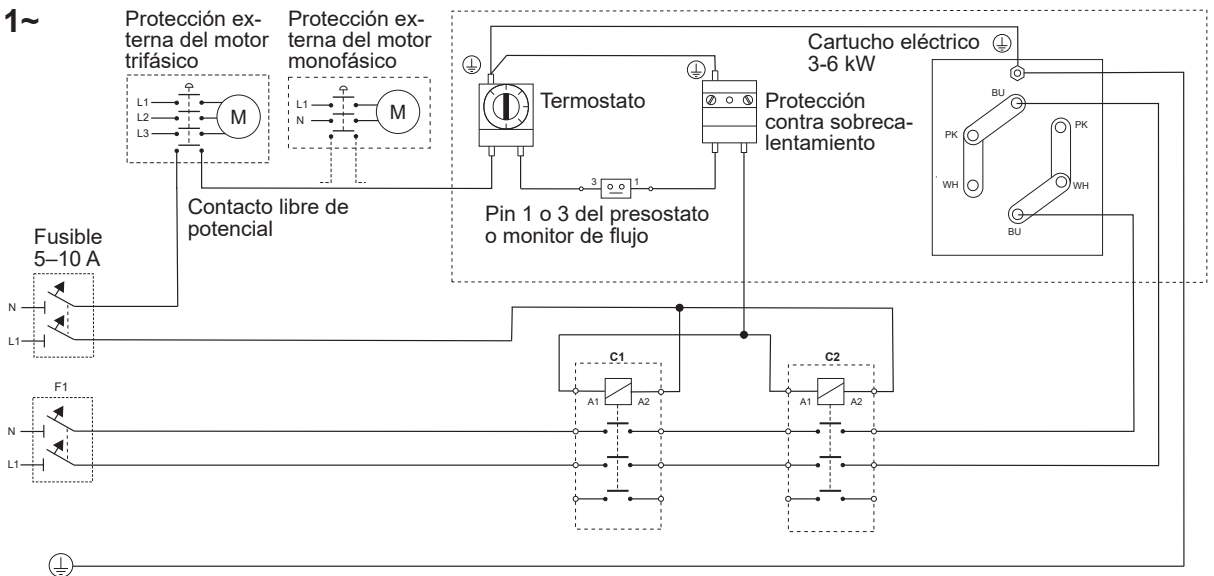 1~
Protección ex-
terna del motor
trifásico
Protección ex-
terna del motor
monofásico
Cartucho eléctrico
3-6 kW
L1
L2
L3
M
L1
N
M
Termostato
Protección
contra sobreca-
lentamiento
BU
PK
WH
PK
WH
BU
3
1
Contacto libre de
potencial
Pin 1 o 3 del presostato
o monitor de flujo
Fusible
5–10 A
N
L1
C1
A1
A2
C2
A1
A2
F1
N
L1